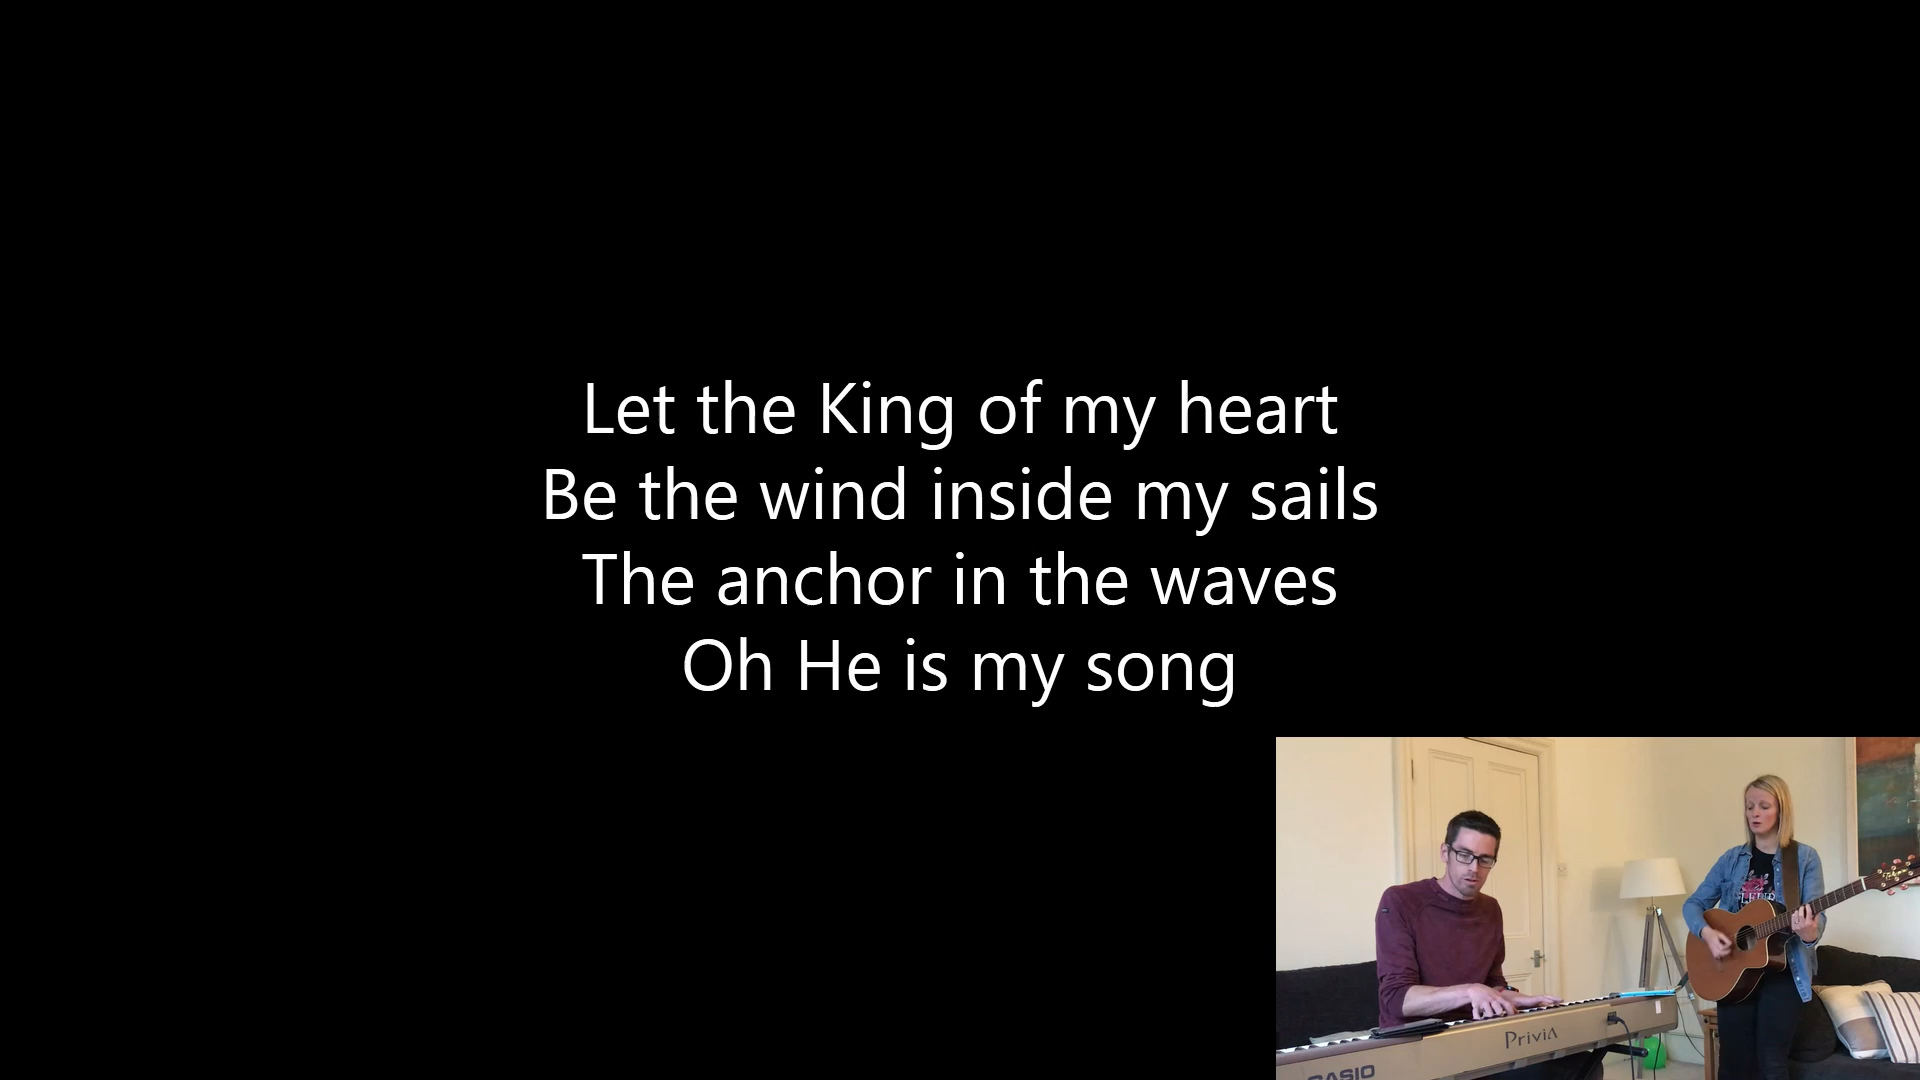 Let the King of my heart
Be the wind inside my sails
The anchor in the waves
Oh He is my song
PriviA
CASIO